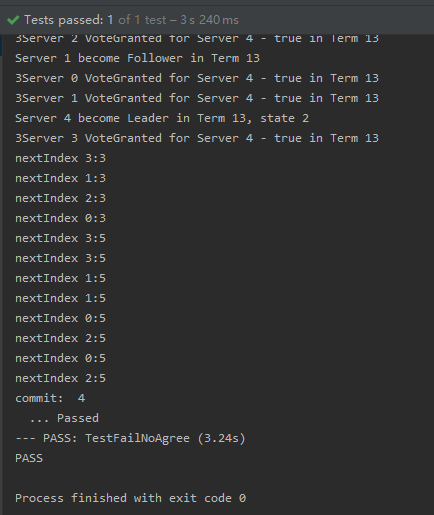 Tests passed: 1 of 1 test – 3 s 240 ms
3Server 2 VoteGranted for Server 4 - true in Term 13
Server 1 become Follower in Term 13
3Server 0 VoteGranted for Server 4 - true in Term 13
3Server 1 VoteGranted for Server 4 - true in Term 13
Server 4 become Leader in Term 13, state 2
3Server 3 VoteGranted for Server 4 - true in Term 13
nextIndex 3:3
nextIndex 1:3
nextIndex 2:3
nextIndex 0:3
nextIndex 3:5
nextIndex 3:5
nextIndex 1:5
nextIndex 1:5
nextIndex 0:5
nextIndex 2:5
nextIndex 0:5
nextIndex 2:5
commit:  4
  ... Passed
--- PASS: TestFailNoAgree (3.24s)
PASS
Process finished with exit code 0